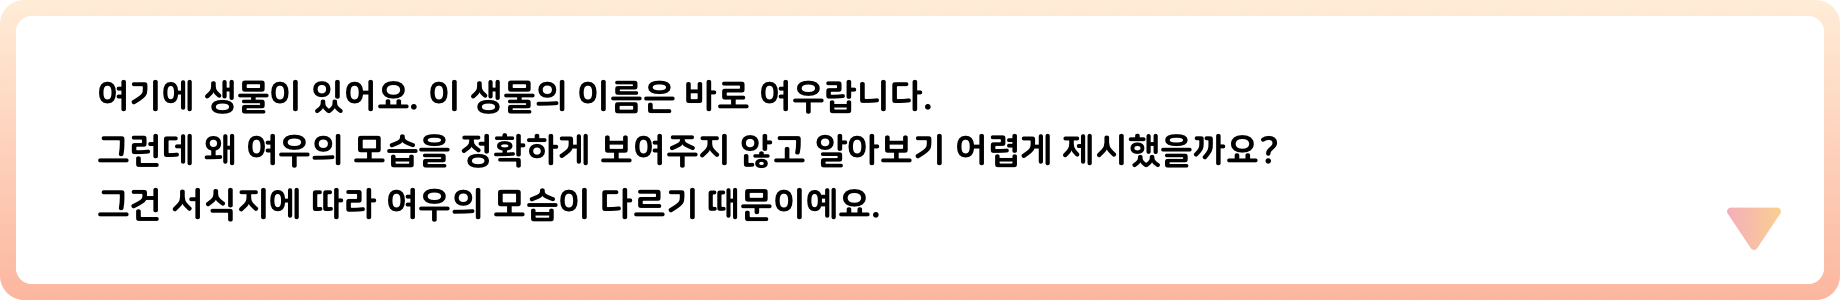 여기에 생물이 있어요. 이 생물의 이름은 바로 여우랍니다.
그런데 왜 여우의 모습을 정확하게 보여주지 않고 알아보기 어렵게 제시했을까요?
그건 서식지에 따라 여우의 모습이 다르기 때문이예요.